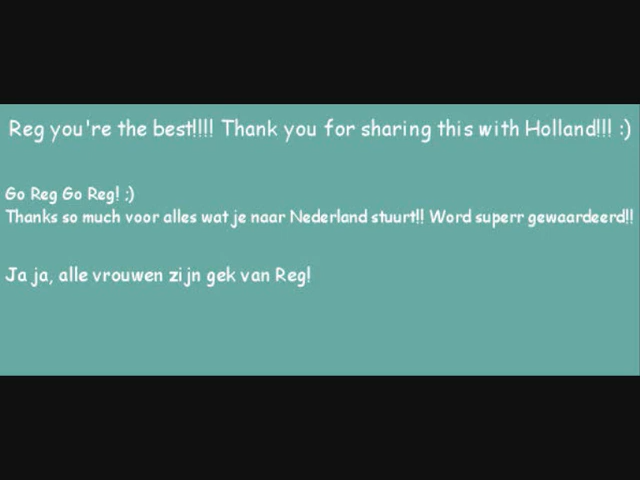 Reg you're the best!!!! Thank you for sharing this with Holland!!! :)
Go Reg Go Reg! ;)
Thanks so much voor alles wat je naar Nederland stuurt!! Word superr gewaardeerd!!
Ja ja, alle vrouwen zijn gek van Reg!